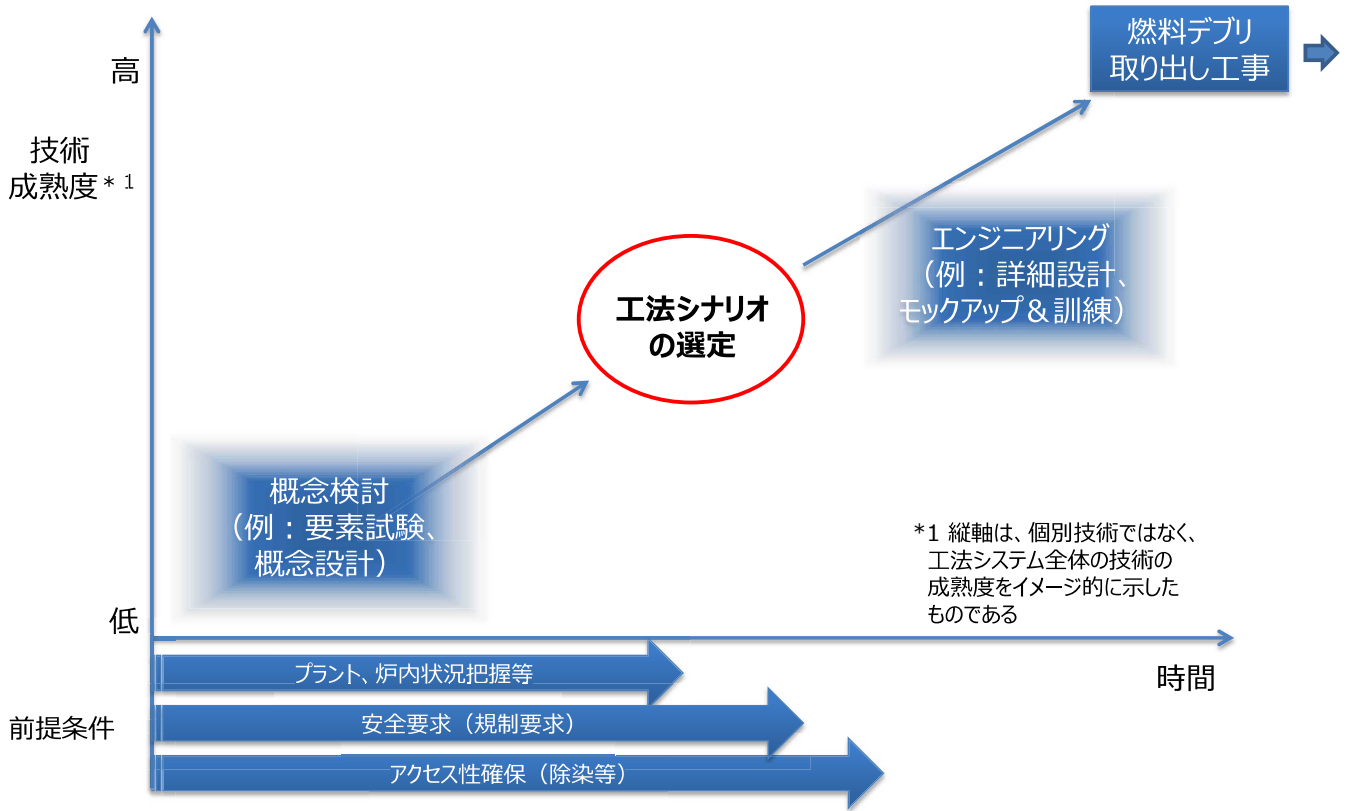 高
技術
成熟度*1
低
燃料デブリ
取り出し工事
エンジニアリング
（例：詳細設計、
モックアップ＆訓練）
工法シナリオ
の選定
概念検討
（例：要素試験、
概念設計）
*1 縦軸は、個別技術ではなく、
工法システム全体の技術の
成熟度をイメージ的に示した
ものである
時間
前提条件
プラント、炉内状況把握等
安全要求（規制要求）
アクセス性確保（除染等）